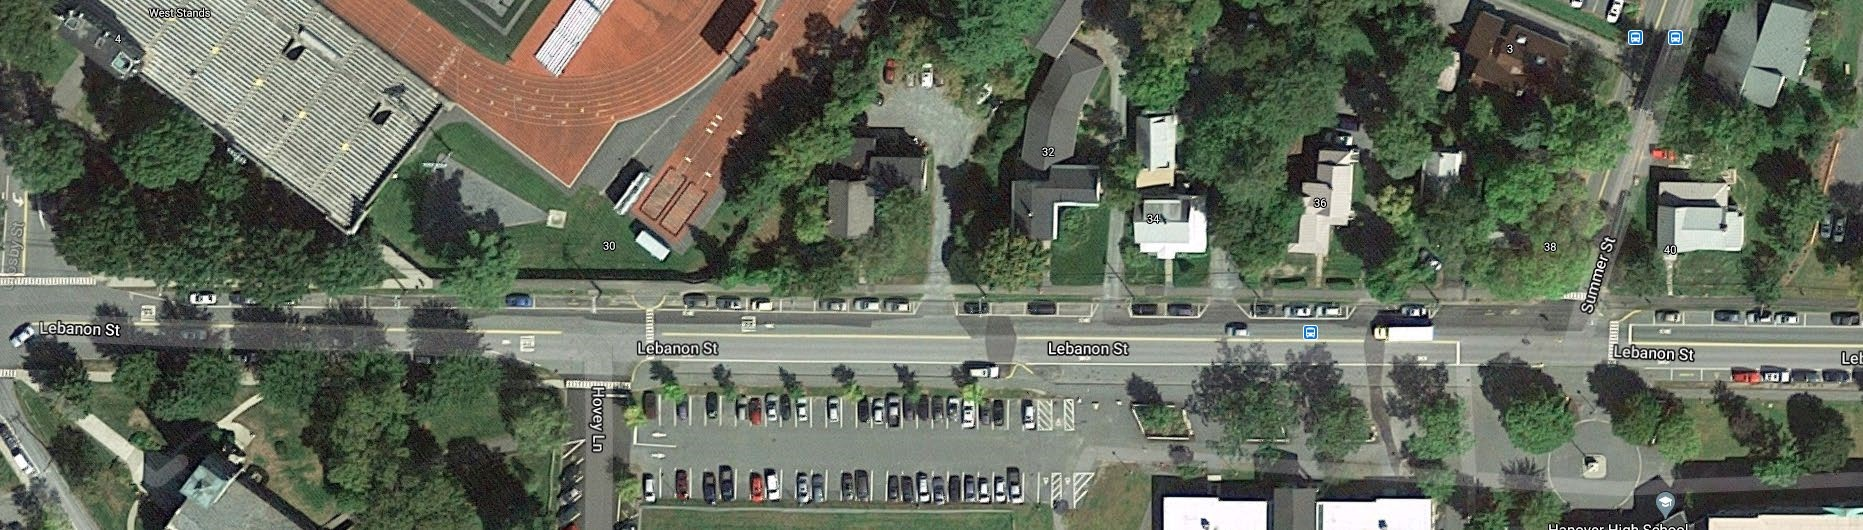 West Stands
4
3
32
34
36
30
38
40
Summer St
Lebanon St
Lebanon St
Lebanon St
Lebanon St
Leb
Hovey Ln
Hanover High School